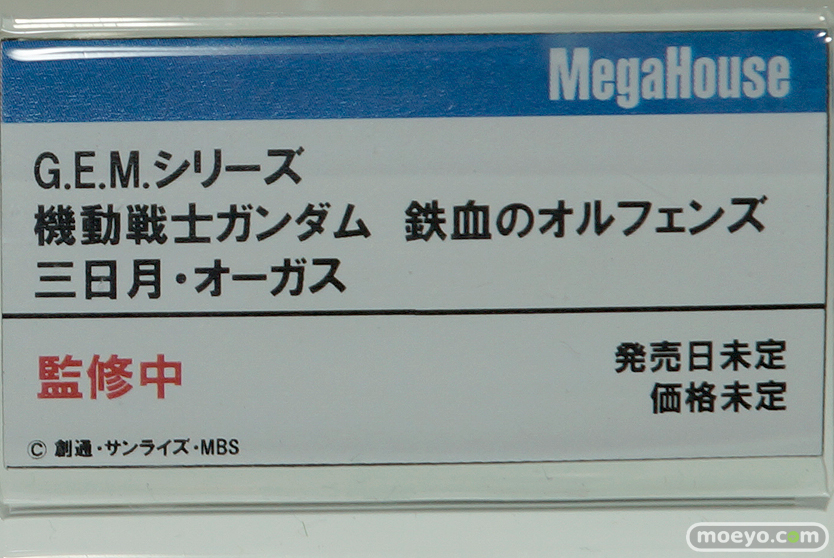 MegaHouse
G.E.M.シリーズ
機動戦士ガンダム 鉄血のオルフェンズ
三日月・オーガス
監修中
発売日未定
価格未定
© 創通・サンライズ・MBS
moeyo.com